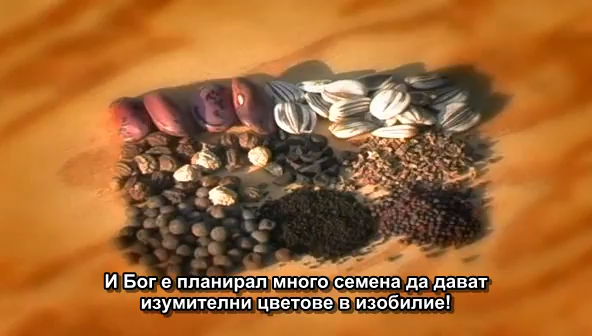 И Бог е планирал много семена да дават
изумителни цветове в изобилие!